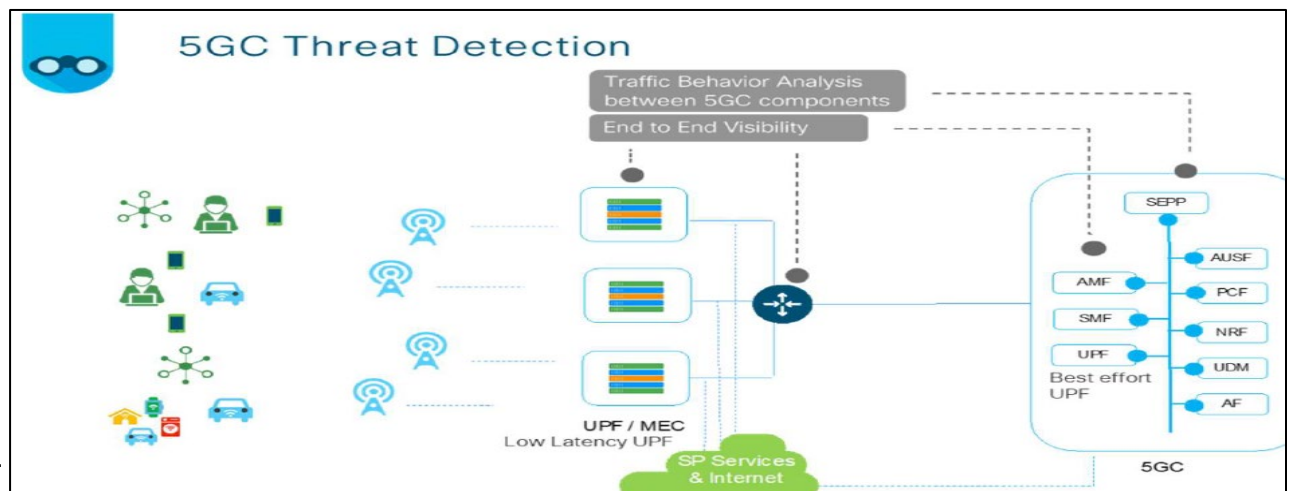 5GC Threat Detection
Traffic Behavior Analysis
between 5GC components
End to End Visibility
SEPP
AUSF
AMF
PCF
SMF
NRF
UPF
UDM
Best effort
UPF
AF
UPF / MEC
Low Latency UPF
SP Services
& Internet
5GC